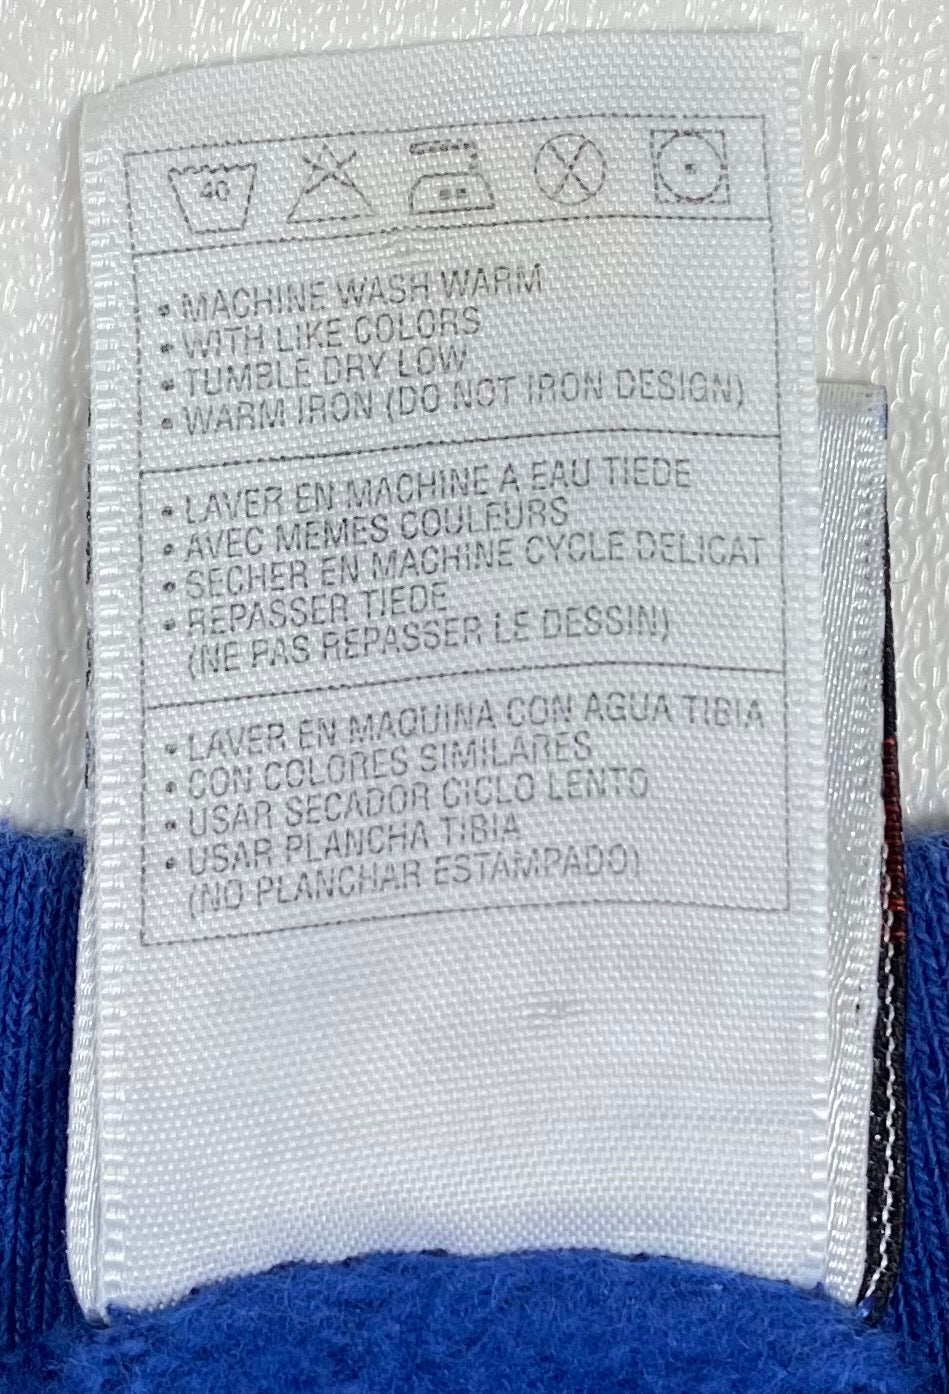 40
• MACHINE WASH WARM
• WITH LIKE COLORS
• TUMBLE DRY LOW
• WARM IRON (DO NOT IRON DESIGN)
• LAVER EN MACHINE A EAU TIEDE
• AVEC MEMES COULEURS
• SECHER EN MACHINE CYCLE DELICAT
• REPASSER TIEDE
(NE PAS REPASSER LE DESSIN)
• LAVER EN MAQUINA CON AGUA TIBIA
• CON COLORES SIMILARES
• USAR SECADOR CICLO LENTO
• USAR PLANCHA TIBIA
(NO PLANCHAR ESTAMPADO)